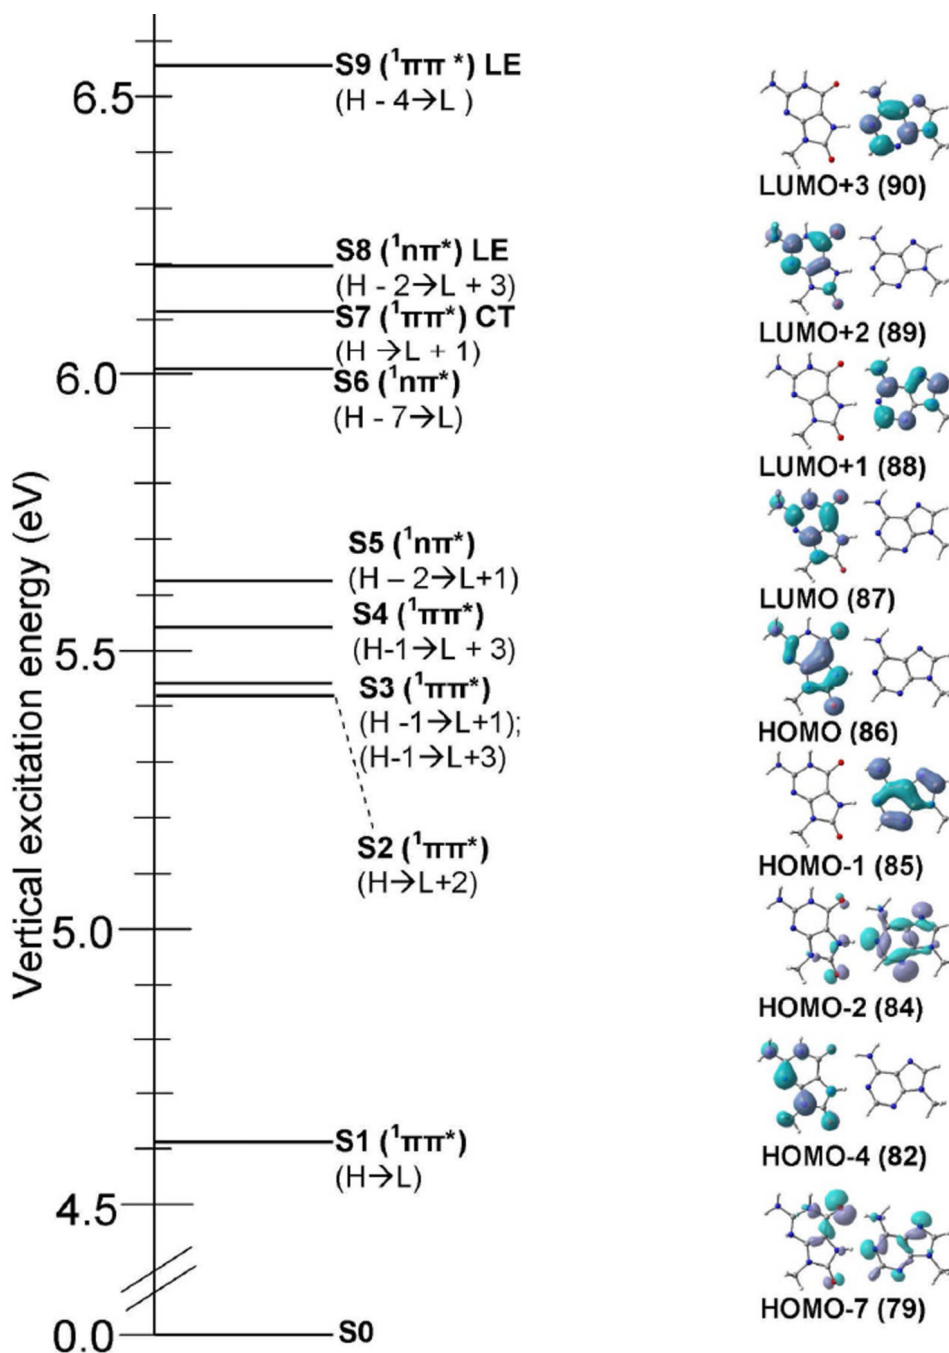 Vertical excitation energy (eV)
6.5
6.0
5.5
5.0
4.5
0.0
S9 (¹ππ*) LE
(H - 4→L )
S8 (¹nπ*) LE
(H - 2→L + 3)
S7 (¹ππ*) CT
(H →L + 1)
S6 (¹nπ*)
(H - 7→L)
S5 (¹nπ*)
(H – 2→L+1)
S4 (¹ππ*)
(H-1→L + 3)
S3 (¹ππ*)
(H -1→L+1);
(H-1→L+3)
S2 (¹ππ*)
(H→L+2)
S1 (¹ππ*)
(H→L)
S0
LUMO+3 (90)
LUMO+2 (89)
LUMO+1 (88)
LUMO (87)
HOMO (86)
HOMO-1 (85)
HOMO-2 (84)
HOMO-4 (82)
HOMO-7 (79)